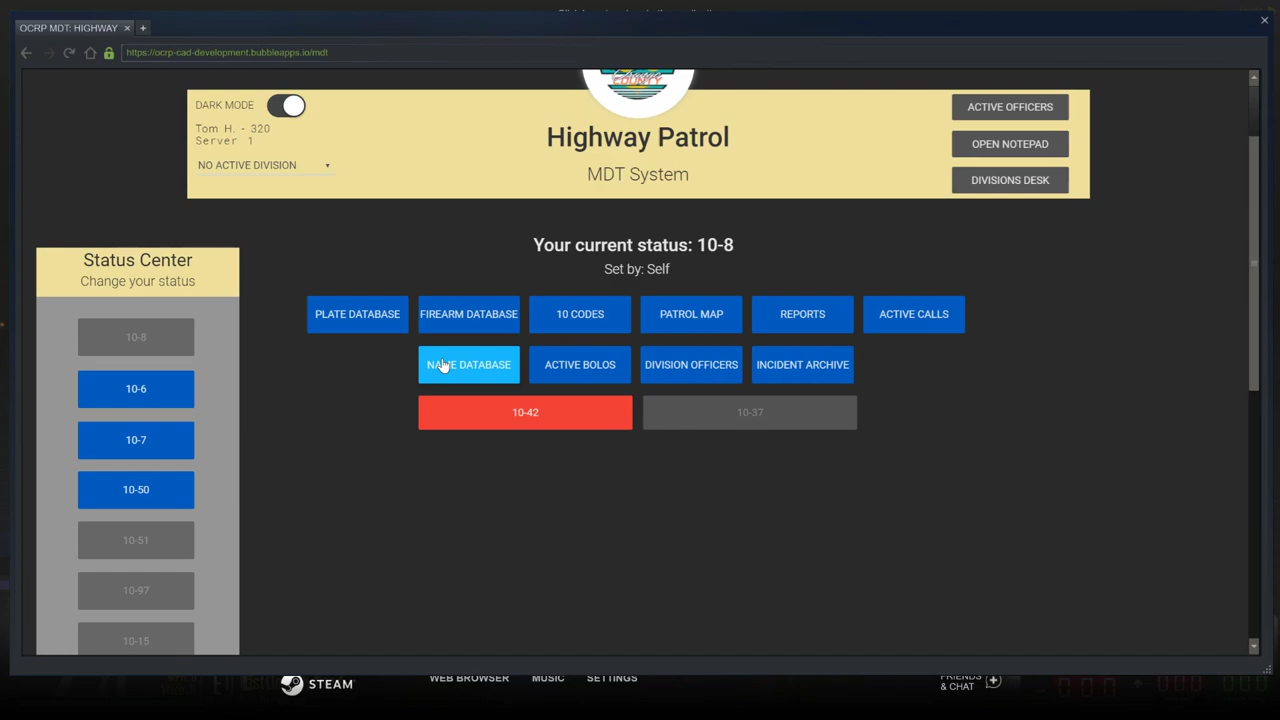 OCRP MDT: HIGHWAY
https://ocrp-cad-development.bubbleapps.io/mdt
COUNTY
DARK MODE
Tom H. - 320
Server 1
NO ACTIVE DIVISION
Highway Patrol
MDT System
ACTIVE OFFICERS
OPEN NOTEPAD
DIVISIONS DESK
Your current status: 10-8
Set by: Self
Status Center
Change your status
10-8
10-6
10-7
10-50
10-51
10-97
10-15
PLATE DATABASE
FIREARM DATABASE
10 CODES
PATROL MAP
REPORTS
ACTIVE CALLS
NAME DATABASE
ACTIVE BOLOS
DIVISION OFFICERS
INCIDENT ARCHIVE
10-42
10-37
STEAM
WEB BROWSER
MUSIC
SETTINGS
FRIENDS
& CHAT